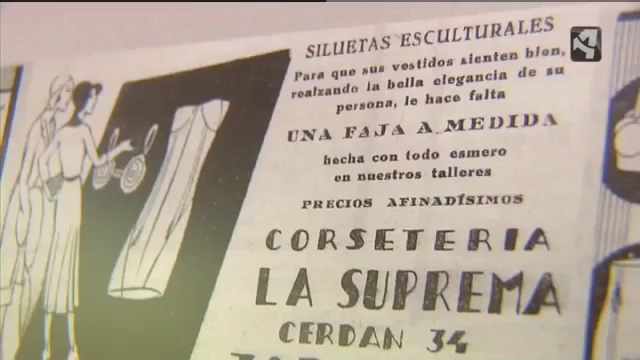 SILUETAS ESCULTURALES
Para que sus vestidos sienten bien,
realzando la bella elegancia de su
persona, le hace falta
UNA FAJA A MEDIDA
hecha con todo esmero
en nuestros talleres
PRECIOS AFINADÍSIMOS
CORSETERIA
LA SUPREMA
CERDAN 34